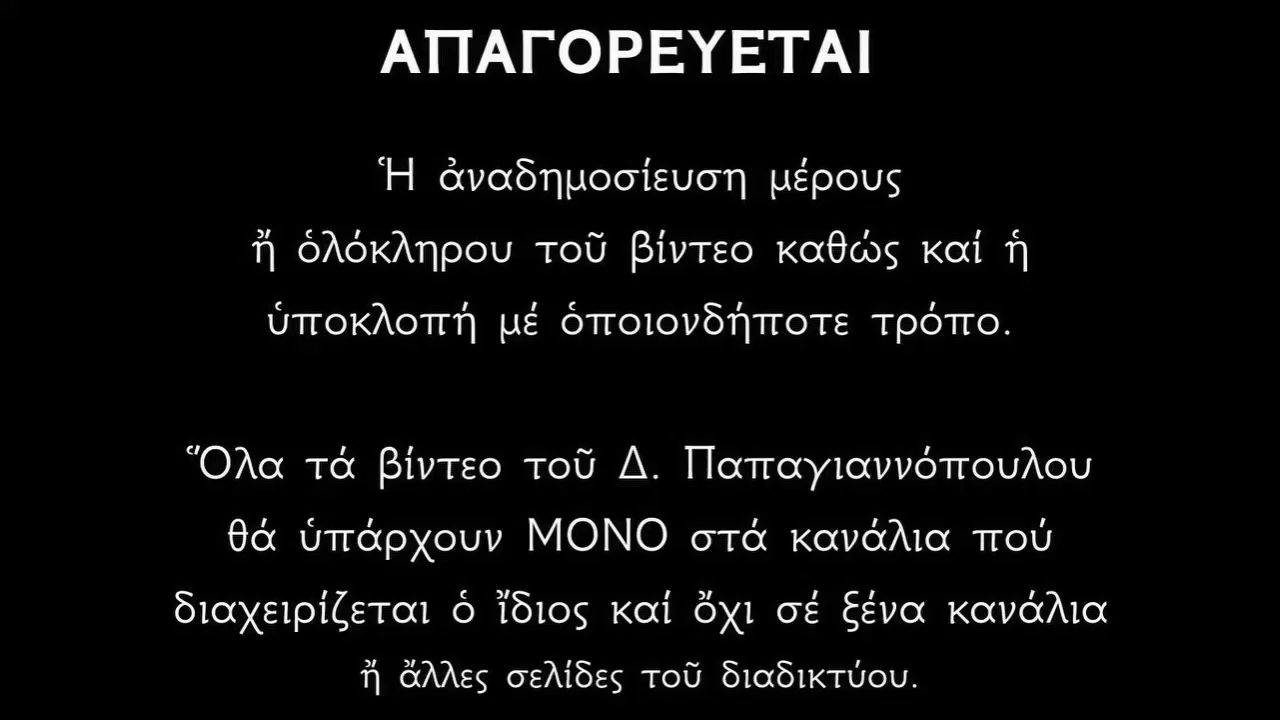 ΑΠΑΓΟΡΕΥΕΤΑΙ
Ἡ ἀναδημοσίευση μέρους
ἤ ὁλόκληρου τοῦ βίντεο καθώς καί ἡ
ὑποκλοπή μέ ὁποιονδήποτε τρόπο.
Ὅλα τά βίντεο τοῦ Δ. Παπαγιαννόπουλου
θά ὑπάρχουν ΜΟΝΟ στά κανάλια πού
διαχειρίζεται ὁ ἴδιος καί ὄχι σέ ξένα κανάλια
ἤ ἄλλες σελίδες τοῦ διαδικτύου.